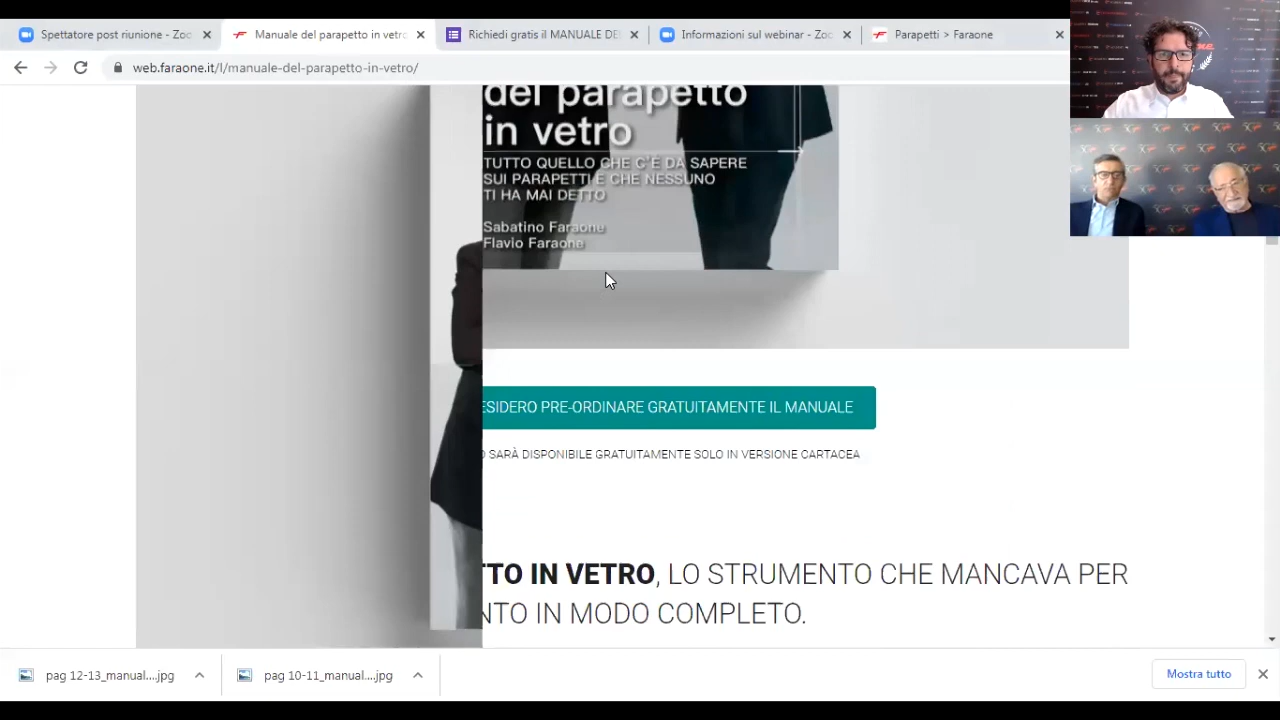 Spettatore post riunione - Zoo
Manuale del parapetto in vetro
Richiedi gratis il MANUALE DE
Informazioni sul webinar - Zoo
Parapetti > Faraone
web.faraone.it/l/manuale-del-parapetto-in-vetro/
del parapetto
in vetro
TUTTO QUELLO CHE C'È DA SAPERE
SUI PARAPETTI E CHE NESSUNO
TI HA MAI DETTO
Sabatino Faraone
Flavio Faraone
ESIDERO PRE-ORDINARE GRATUITAMENTE IL MANUALE
O SARÀ DISPONIBILE GRATUITAMENTE SOLO IN VERSIONE CARTACEA
TTO IN VETRO, LO STRUMENTO CHE MANCAVA PER
NTO IN MODO COMPLETO.
pag 12-13_manual....jpg
pag 10-11_manual....jpg
Mostra tutto